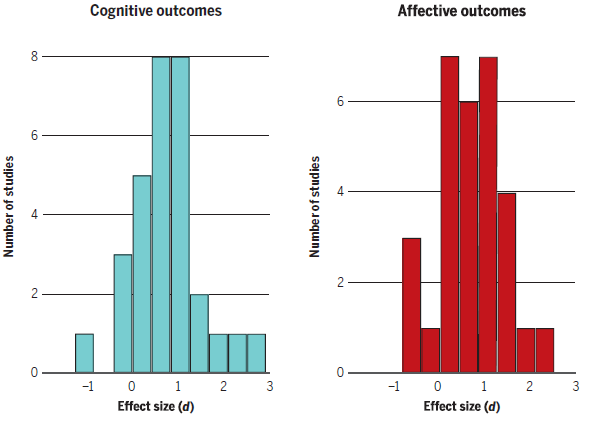 Cognitive outcomes
8
6
4
2
0
Number of studies
−1 0 1 2 3
Effect size (d)
Affective outcomes
6
4
2
0
Number of studies
−1 0 1 2 3
Effect size (d)